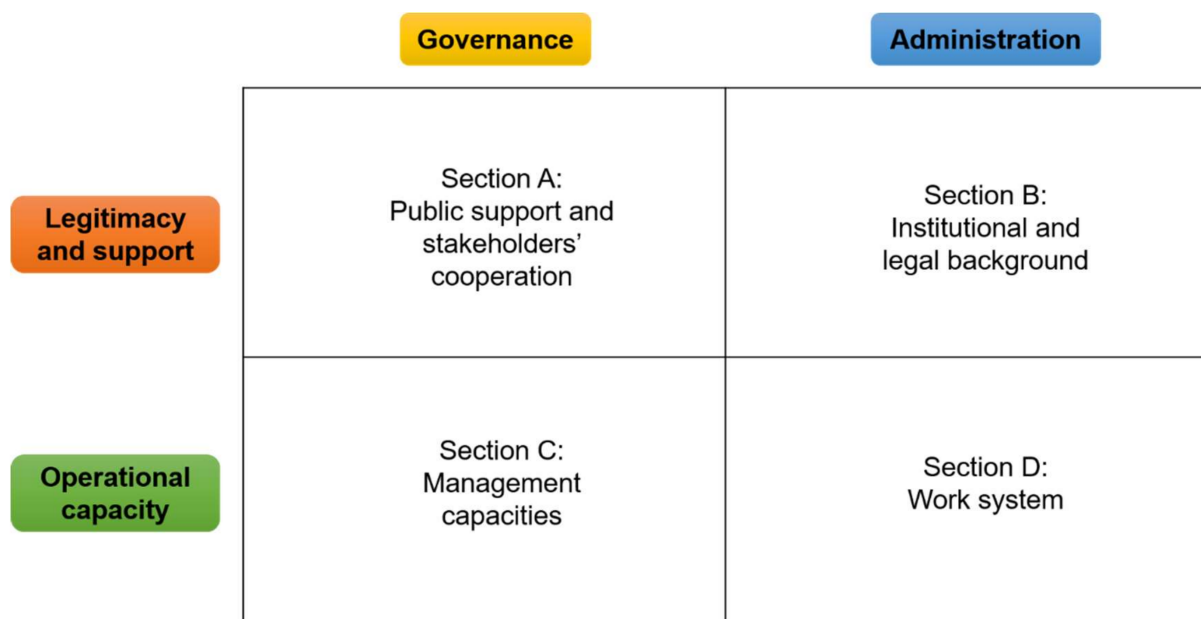 Governance
Administration
Legitimacy
and support
Section A:
Public support and
stakeholders’
cooperation
Section B:
Institutional and
legal background
Operational
capacity
Section C:
Management
capacities
Section D:
Work system